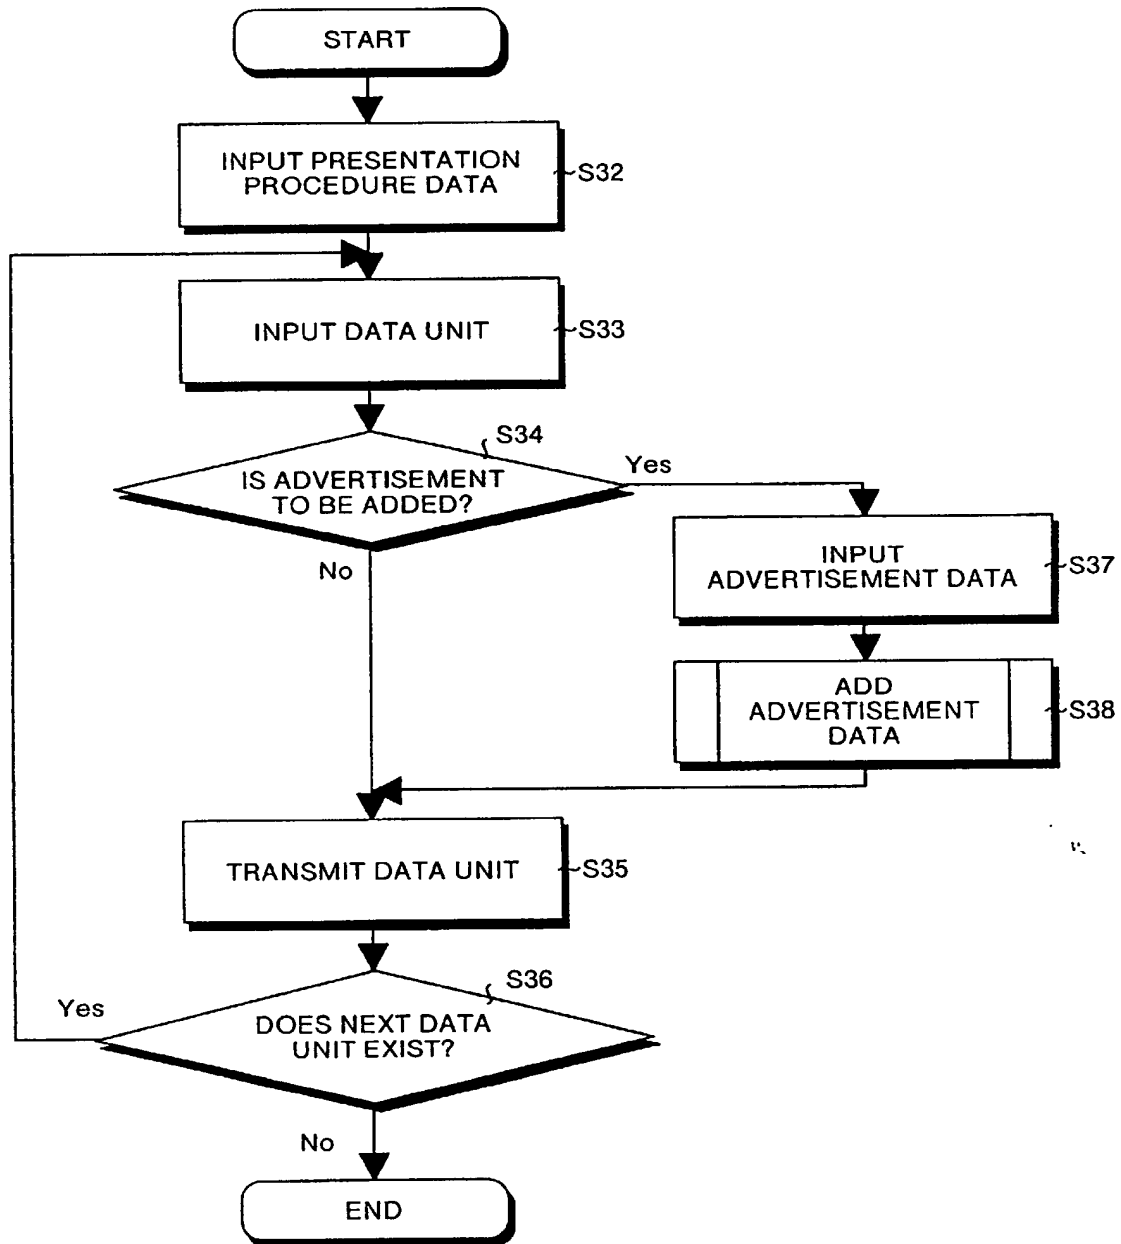 START
INPUT PRESENTATION
PROCEDURE DATA
S32
INPUT DATA UNIT
S33
S34
IS ADVERTISEMENT
TO BE ADDED?
Yes
No
INPUT
ADVERTISEMENT DATA
S37
ADD
ADVERTISEMENT
DATA
S38
TRANSMIT DATA UNIT
S35
S36
DOES NEXT DATA
UNIT EXIST?
Yes
No
END